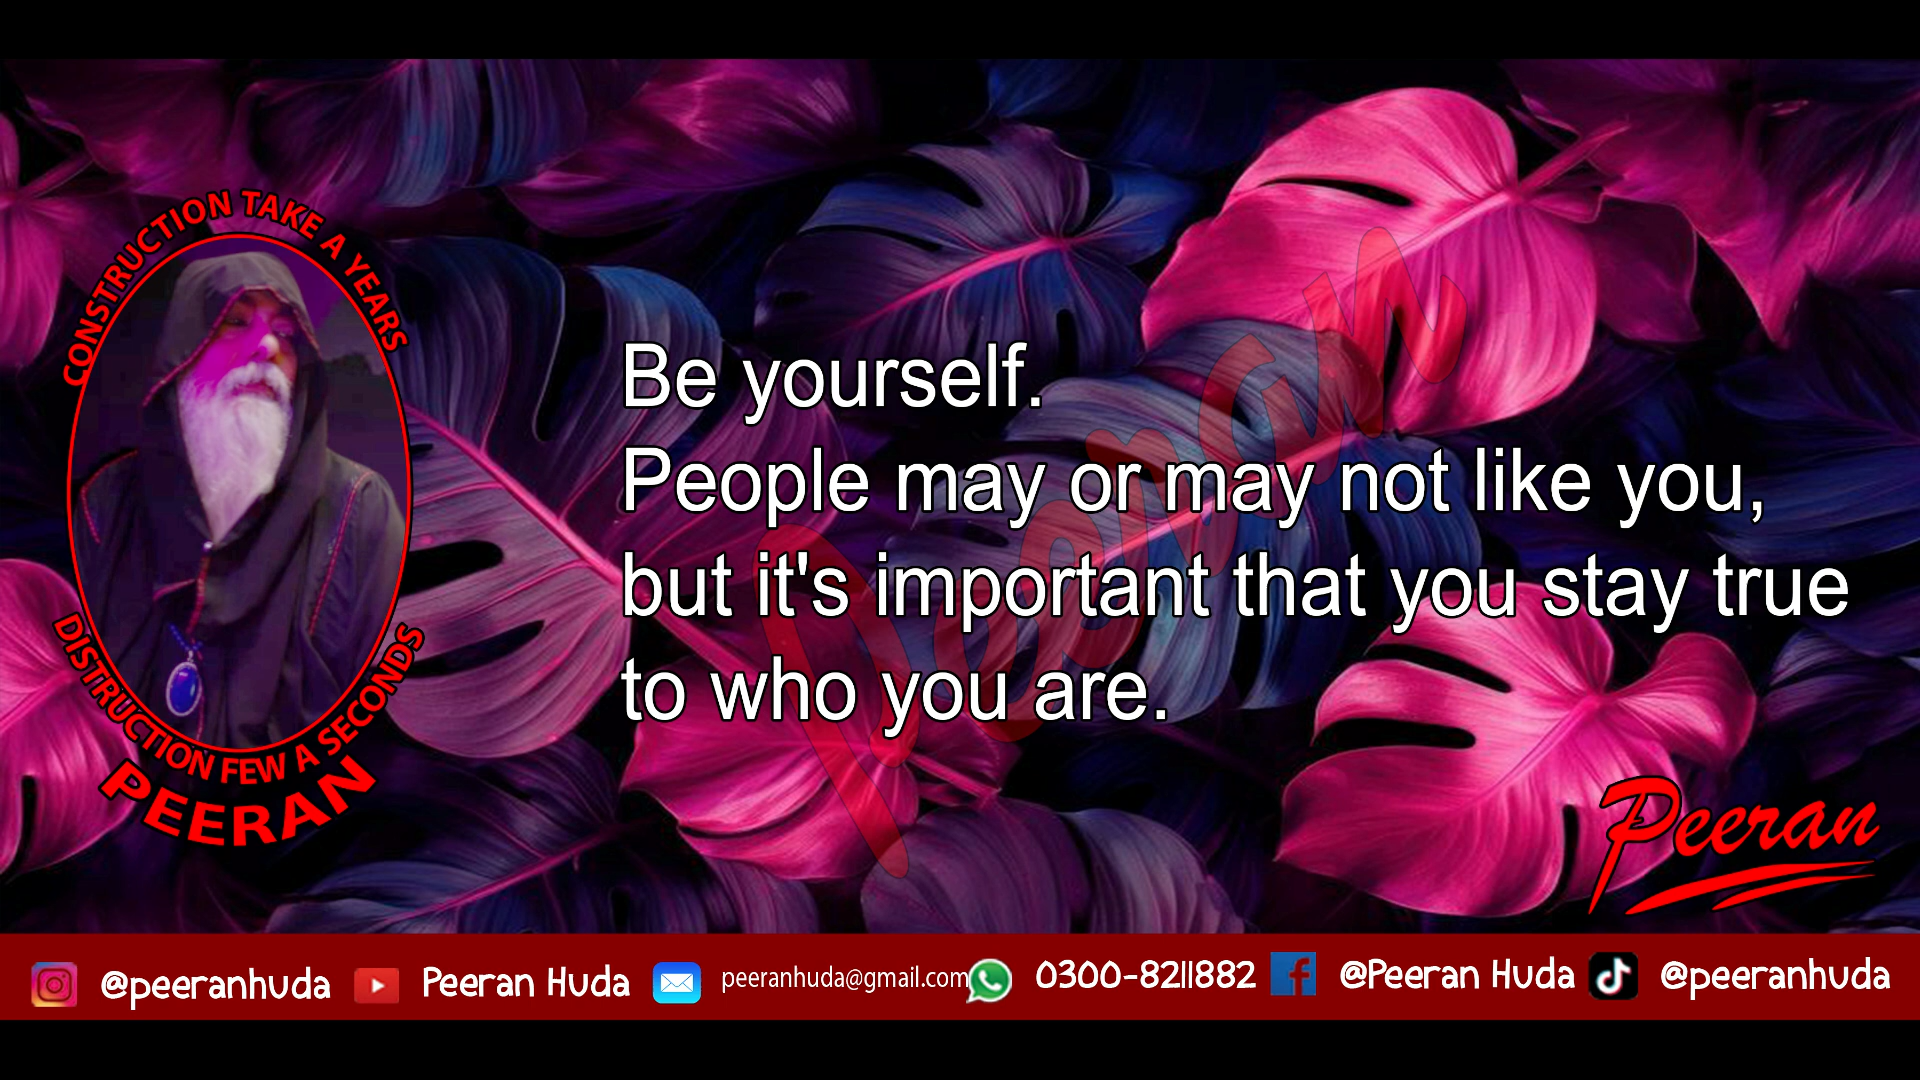 CONSTRUCTION TAKE A YEARS
DISTRUCTION FEW A SECONDS
PEERAN
Be yourself.
People may or may not like you,
but it's important that you stay true
to who you are.
Peeran
Peeran
@peeranhuda Peeran Huda peeranhuda@gmail.com 0300-8211882 @Peeran Huda @peeranhuda